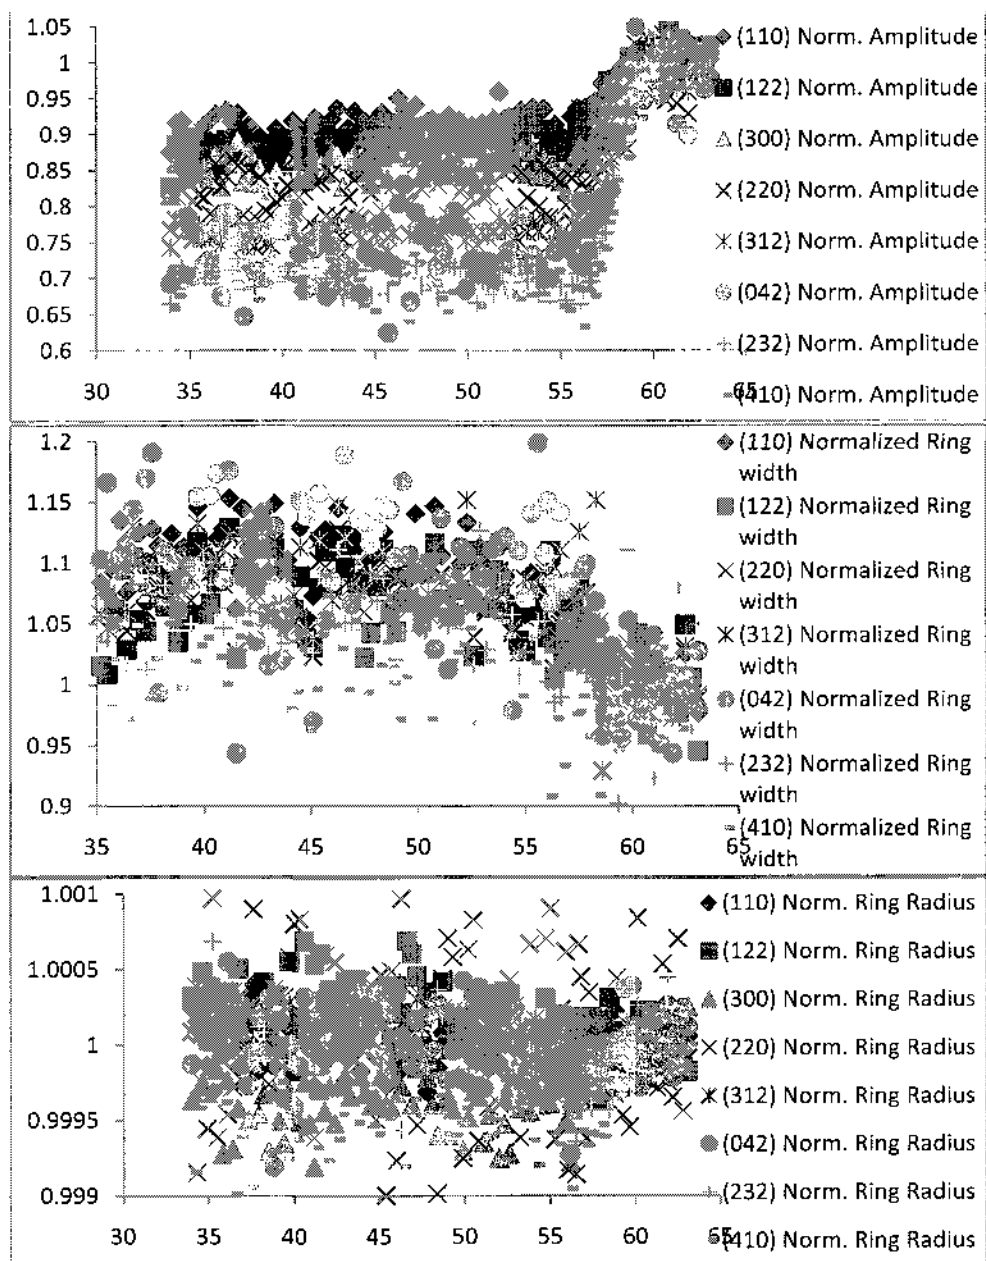 1.05
1
0.95
0.9
0.85
0.8
0.75
0.7
0.65
0.6
30 35 40 45 50 55 60 65
(110) Norm. Amplitude
(122) Norm. Amplitude
(300) Norm. Amplitude
(220) Norm. Amplitude
(312) Norm. Amplitude
(042) Norm. Amplitude
(232) Norm. Amplitude
(410) Norm. Amplitude
1.2
1.15
1.1
1.05
1
0.95
0.9
35 40 45 50 55 60 65
(110) Normalized Ring
width
(122) Normalized Ring
width
(220) Normalized Ring
width
(312) Normalized Ring
width
(042) Normalized Ring
width
(232) Normalized Ring
width
(410) Normalized Ring
width
1.001
1.0005
1
0.9995
0.999
30 35 40 45 50 55 60 65
(110) Norm. Ring Radius
(122) Norm. Ring Radius
(300) Norm. Ring Radius
(220) Norm. Ring Radius
(312) Norm. Ring Radius
(042) Norm. Ring Radius
(232) Norm. Ring Radius
(410) Norm. Ring Radius